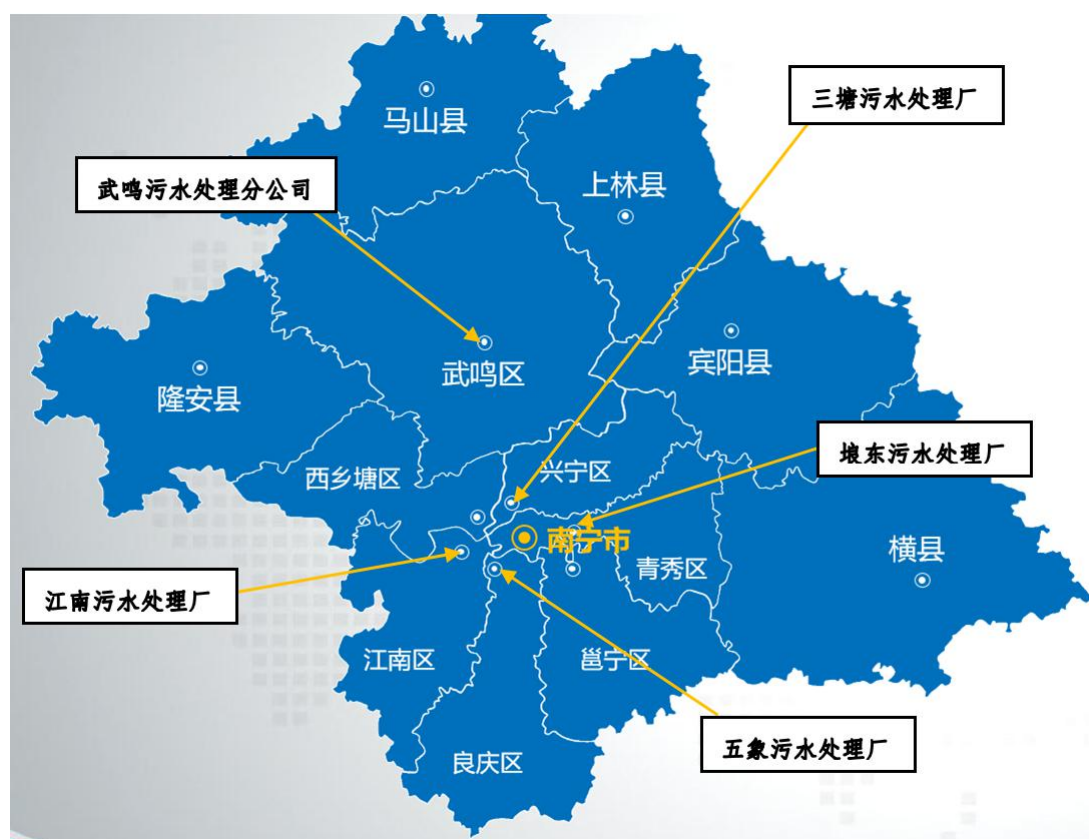 三塘污水处理厂
马山县
武鸣污水处理分公司
上林县
宾阳县
武鸣区
隆安县
埌东污水处理厂
兴宁区
西乡塘区
南宁市
横县
青秀区
江南污水处理厂
江南区
邕宁区
五象污水处理厂
良庆区